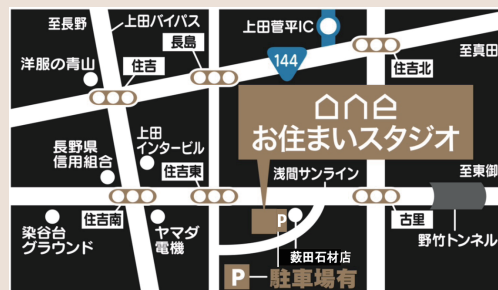 至長野
上田バイパス
上田菅平IC
長島
至真田
洋服の青山
住吉
144
住吉北
one
お住まいスタジオ
長野県
信用組合
上田
インタービル
住吉東
浅間サンライン
至東御
住吉南
古里
染谷台
グラウンド
ヤマダ
電機
P
薮田石材店
野竹トンネル
P
駐車場有